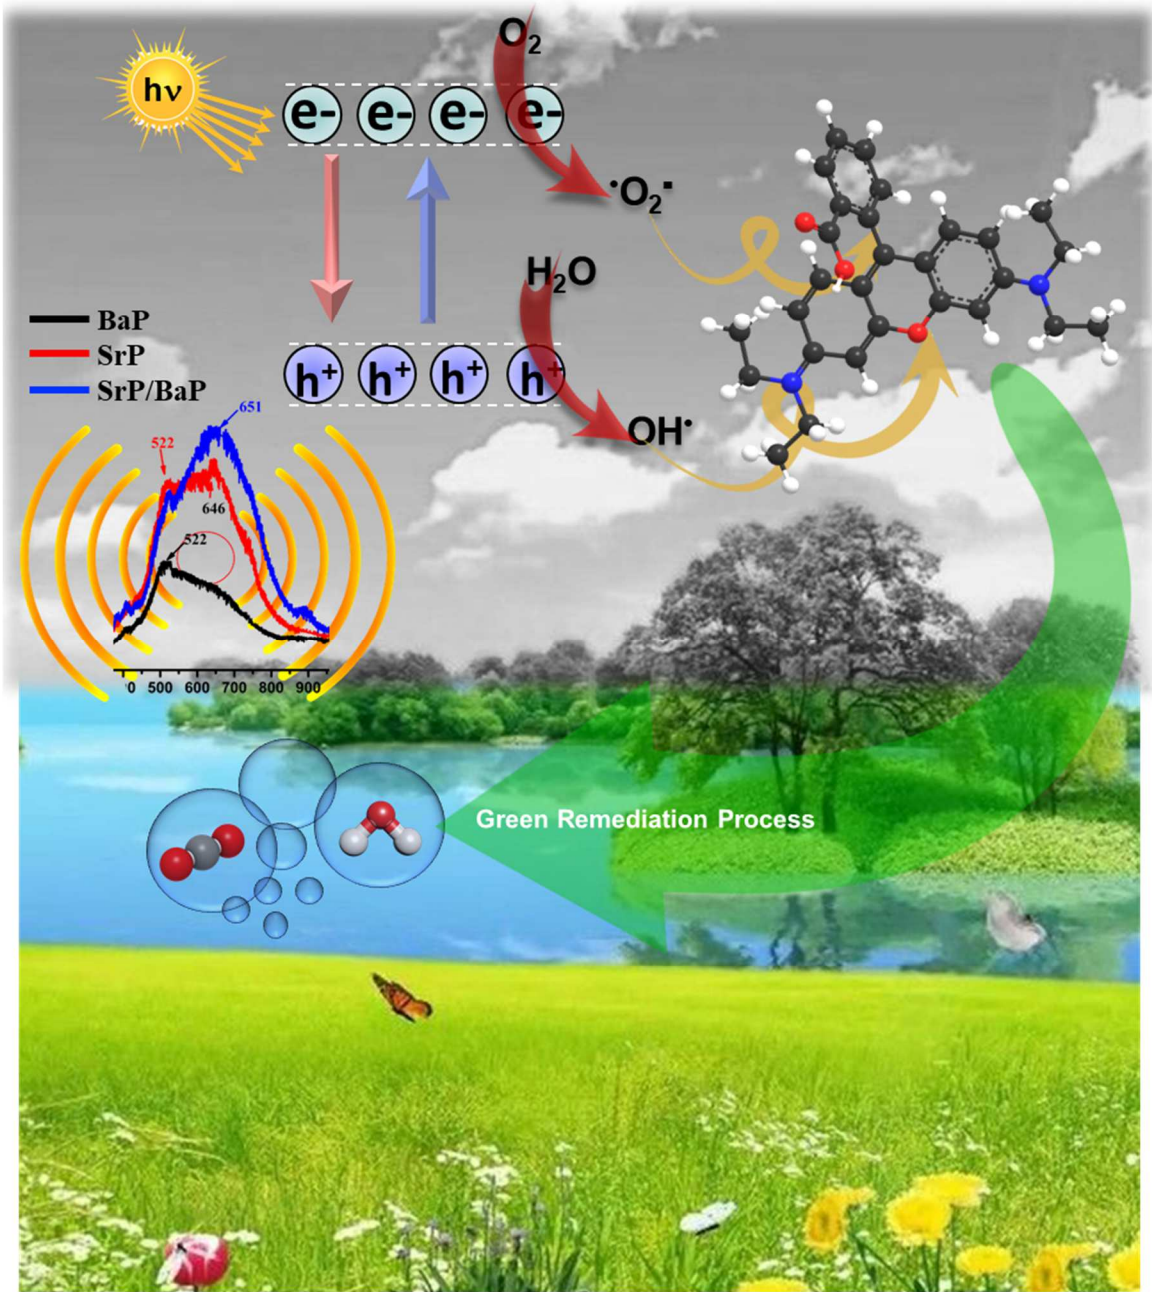 O₂
hν
e- e- e- e-
•O₂⁻
H₂O
BaP
SrP
SrP/BaP
h⁺ h⁺ h⁺ h⁺
651
OH•
522
646
522
0 500 600 700 800 900
Green Remediation Process